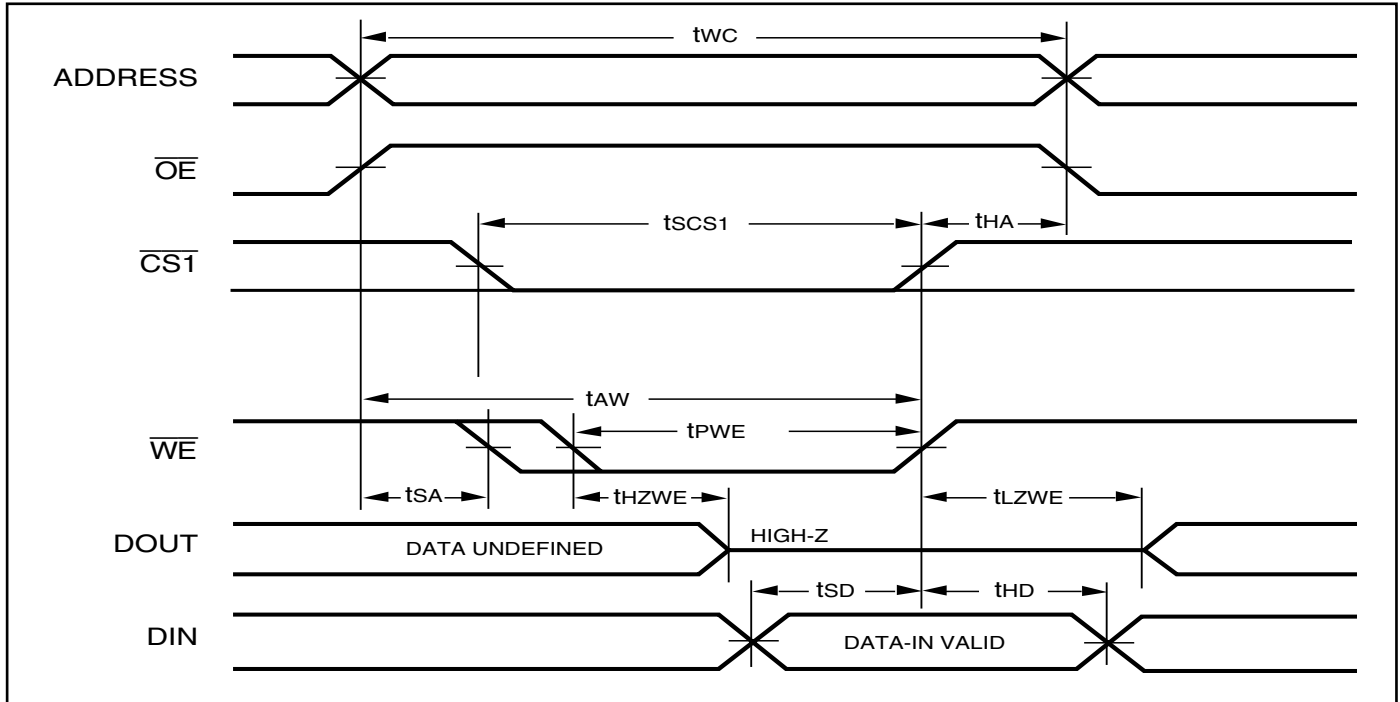 tWC
ADDRESS
OE
tSCS1
tHA
CS1
tAW
tPWE
WE
tSA
tHZWE
tLZWE
DOUT
DATA UNDEFINED
HIGH-Z
tSD
tHD
DIN
DATA-IN VALID